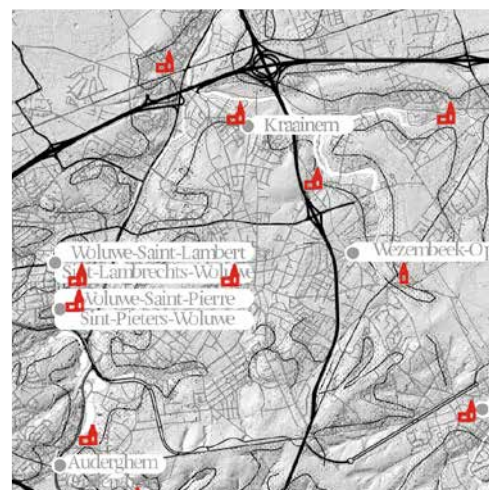 Kraainem
Woluwe-Saint-Lambert
Sint-Lambrechts-Woluwe
Wezembeek-Op
Woluwe-Saint-Pierre
Sint-Pieters-Woluwe
Auderghem